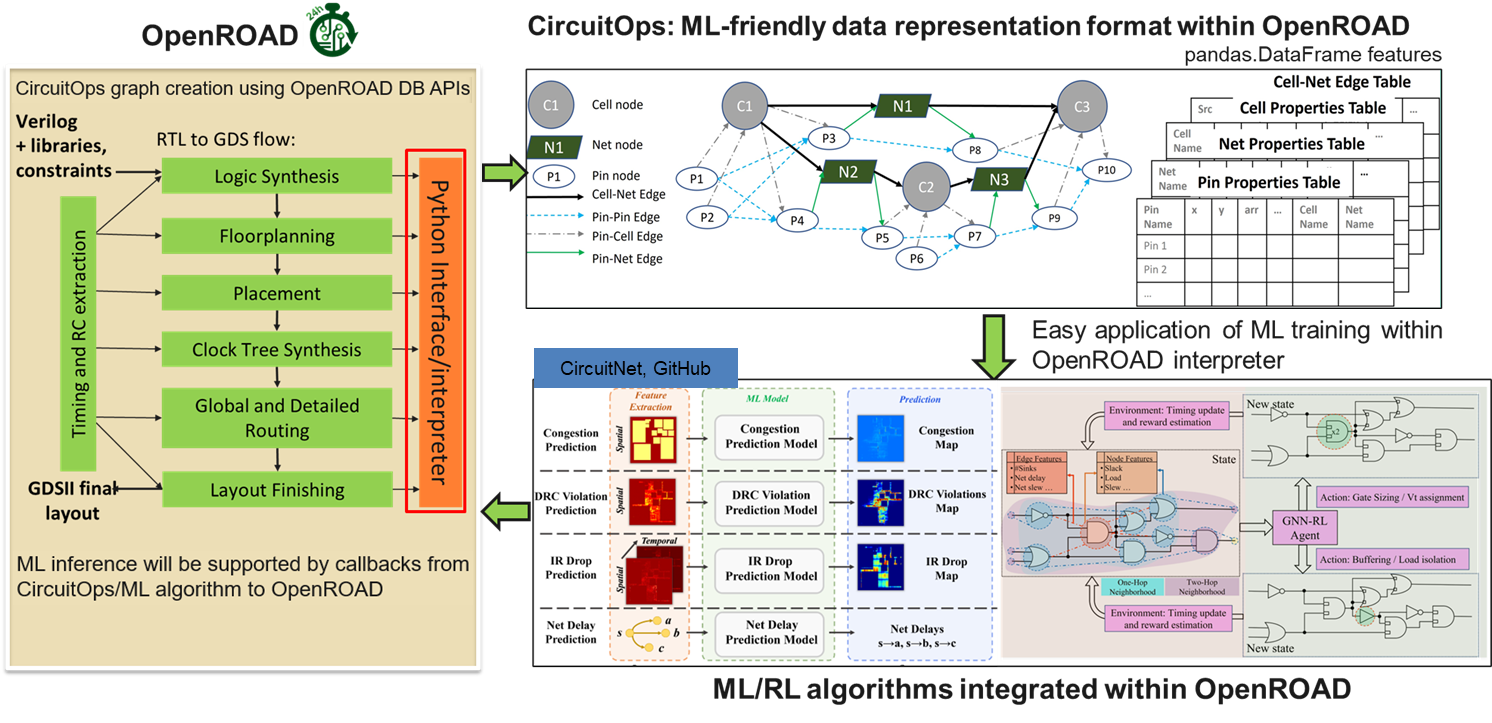 OpenROAD
24h
CircuitOps graph creation using OpenROAD DB APIs
Verilog
+ libraries,
constraints
RTL to GDS flow:
Logic Synthesis
Floorplanning
Placement
Clock Tree Synthesis
Global and Detailed
Routing
Layout Finishing
Timing and RC extraction
Python Interface/interpreter
GDSII final
layout
ML inference will be supported by callbacks from
CircuitOps/ML algorithm to OpenROAD
CircuitOps: ML-friendly data representation format within OpenROAD
pandas.DataFrame features
C1 Cell node
N1 Net node
P1 Pin node
Cell-Net Edge
Pin-Pin Edge
Pin-Cell Edge
Pin-Net Edge
C1
N1
C3
P3
P8
P1
N2
C2
N3
P10
P2
P4
P5
P7
P9
P6
Cell-Net Edge Table
Src
Cell Properties Table
...
Cell
Name
Net Properties Table
...
Net
Name
Pin Properties Table
...
Pin
Name
x
y
arr
...
Cell
Name
Net
Name
Pin 1
Pin 2
...
Easy application of ML training within
OpenROAD interpreter
CircuitNet, GitHub
Feature
Extraction
ML Model
Prediction
Congestion
Prediction
Spatial
Congestion
Prediction Model
Congestion
Map
DRC Violation
Prediction
Spatial
DRC Violation
Prediction Model
DRC Violations
Map
IR Drop
Prediction
Temporal
Spatial
IR Drop
Prediction Model
IR Drop
Map
Net Delay
Prediction
s
a
b
c
Net Delay
Prediction Model
Net Delays
s→a, s→b, s→c
Environment: Timing update
and reward estimation
New state
x2
State
Edge Features
• #Sinks
• Net delay
• Net slew ...
Node Features
• Slack
• Load
• Slew ...
Action: Gate Sizing / Vt assignment
GNN-RL
Agent
Action: Buffering / Load isolation
One-Hop
Neighborhood
Two-Hop
Neighborhood
Environment: Timing update
and reward estimation
New state
ML/RL algorithms integrated within OpenROAD